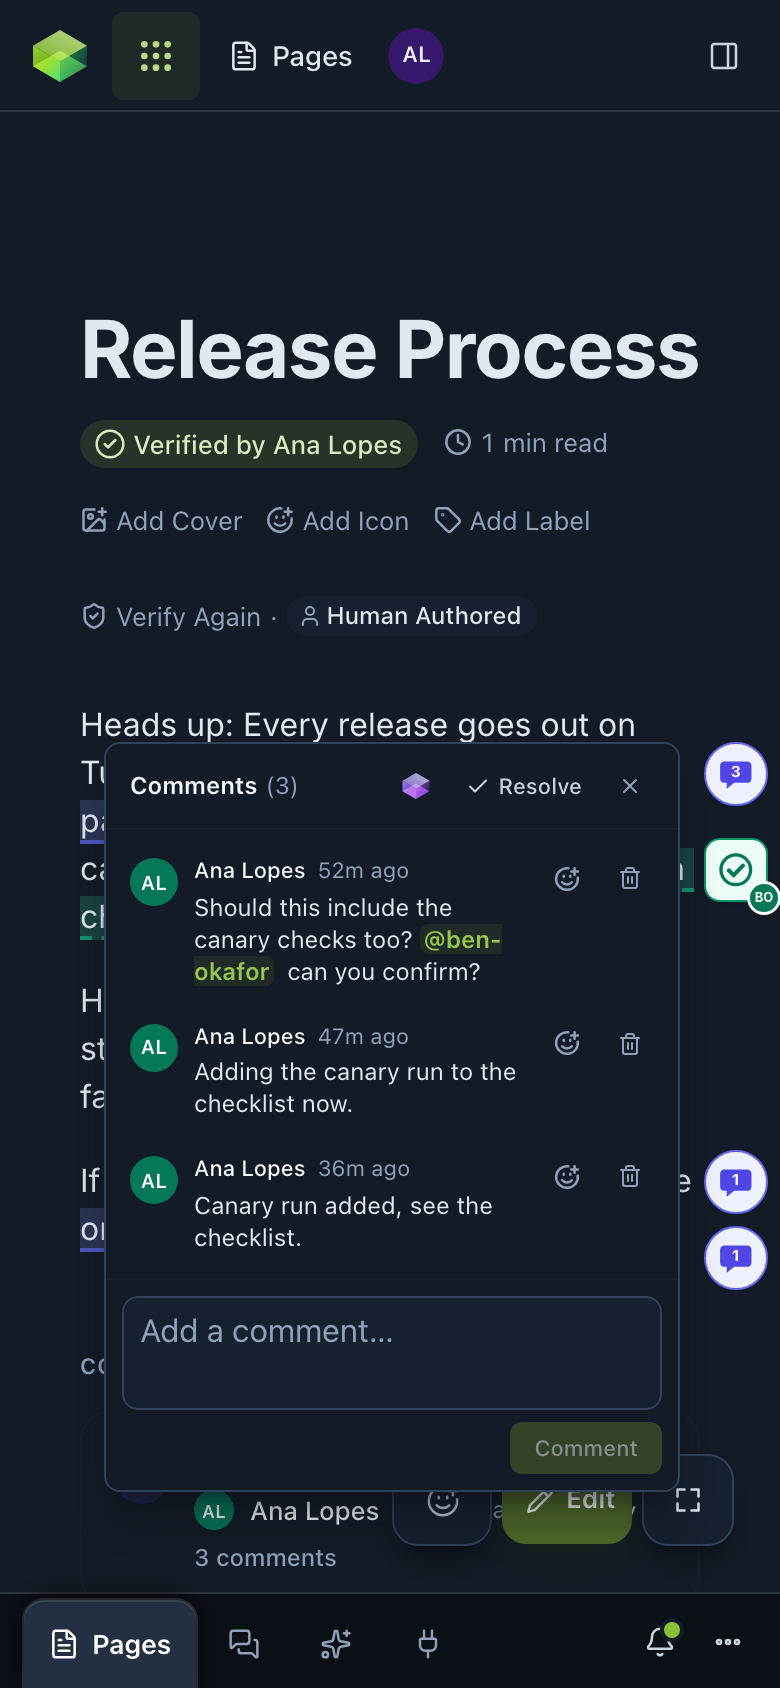 Pages
AL
Release Process
Verified by Ana Lopes
1 min read
Add Cover
Add Icon
Add Label
Verify Again ·
Human Authored
Heads up: Every release goes out on
3
Comments (3)
Resolve
AL
Ana Lopes 52m ago
Should this include the
canary checks too? @ben-
okafor can you confirm?
BO
AL
Ana Lopes 47m ago
Adding the canary run to the
checklist now.
AL
Ana Lopes 36m ago
Canary run added, see the
checklist.
If
e
1
1
Add a comment...
Comment
AL
Ana Lopes
Edit
3 comments
Pages